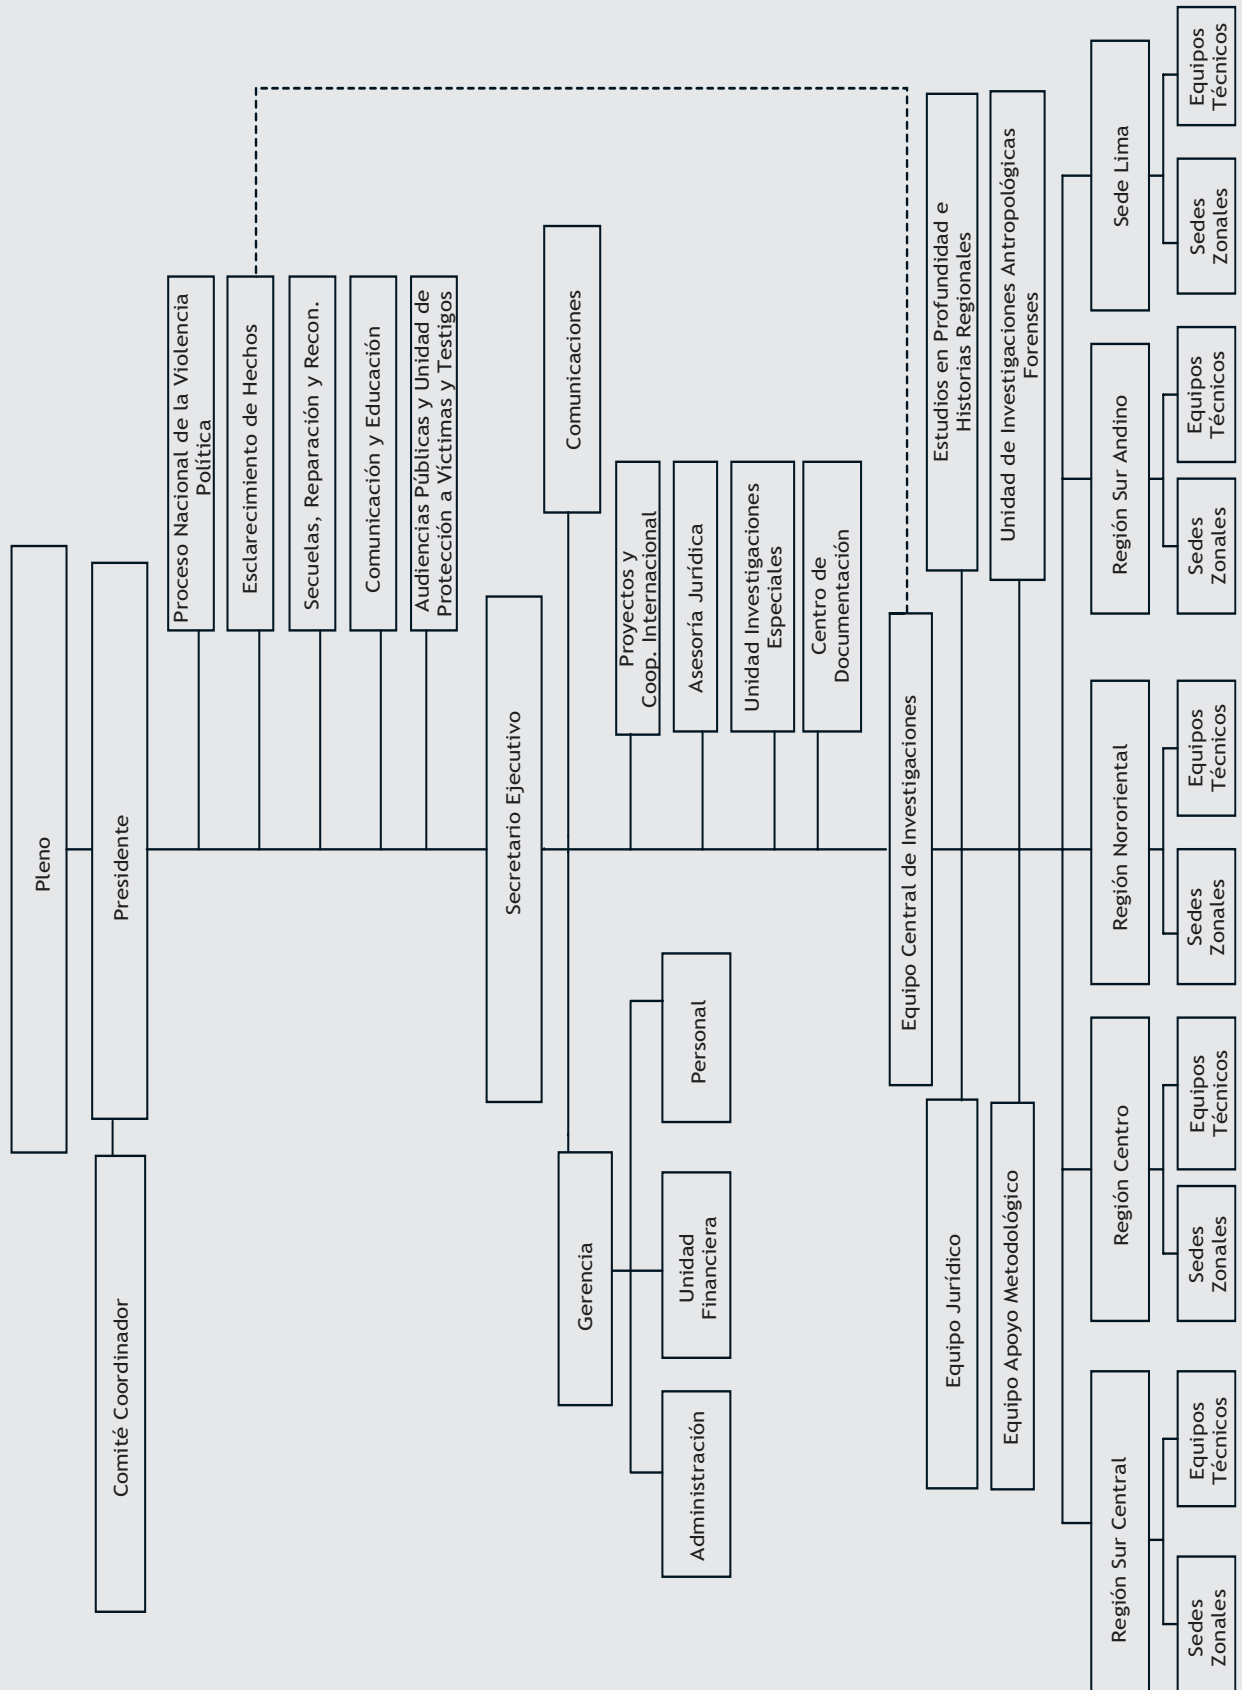 Pleno
Presidente
Comité Coordinador
Proceso Nacional de la Violencia
Política
Esclarecimiento de Hechos
Secuelas, Reparación y Recon.
Comunicación y Educación
Audiencias Públicas y Unidad de
Protección a Víctimas y Testigos
Secretario Ejecutivo
Comunicaciones
Gerencia
Administración
Unidad
Financiera
Personal
Proyectos y
Coop. Internacional
Asesoría Jurídica
Unidad Investigaciones
Especiales
Centro de
Documentación
Equipo Central de Investigaciones
Equipo Jurídico
Estudios en Profundidad e
Historias Regionales
Equipo Apoyo Metodológico
Unidad de Investigaciones Antropológicas
Forenses
Región Sur Central
Región Centro
Región Nororiental
Región Sur Andino
Sede Lima
Sedes
Zonales
Equipos
Técnicos
Sedes
Zonales
Equipos
Técnicos
Sedes
Zonales
Equipos
Técnicos
Sedes
Zonales
Equipos
Técnicos
Sedes
Zonales
Equipos
Técnicos